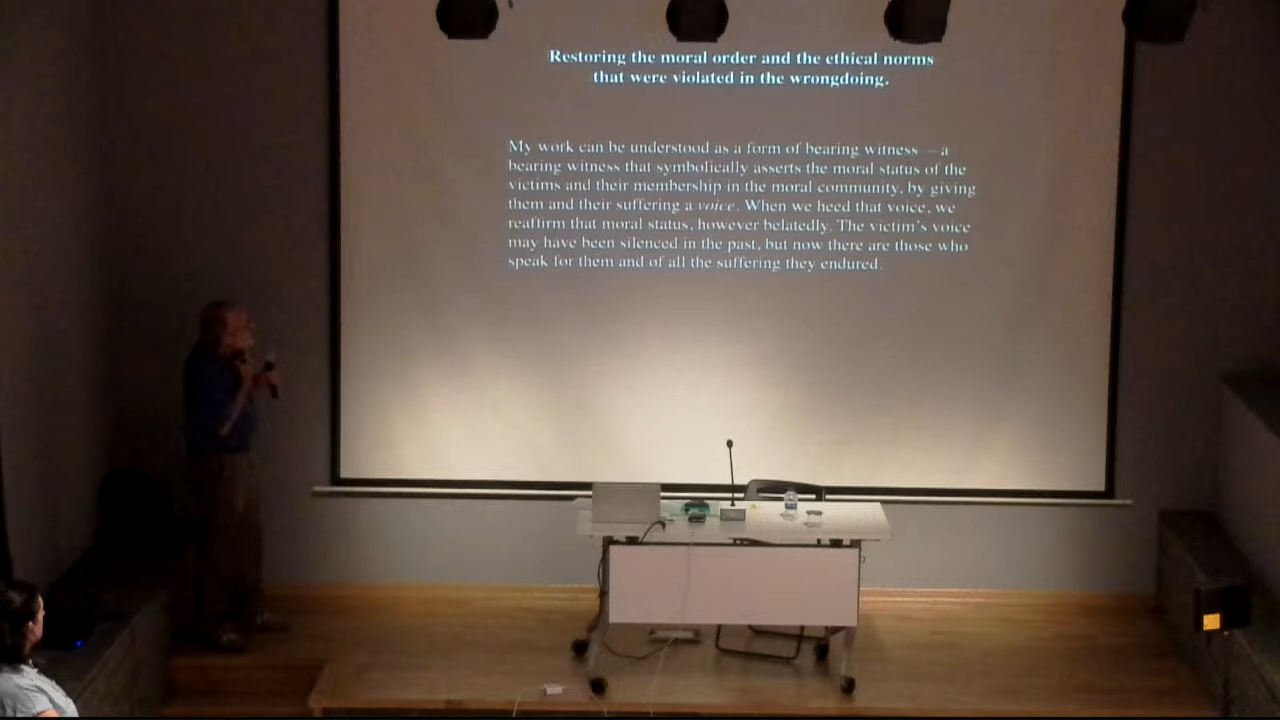 Restoring the moral order and the ethical norms
that were violated in the wrongdoing.
My work can be understood as a form of bearing witness — a
bearing witness that symbolically asserts the moral status of the
victims and their membership in the moral community, by giving
them and their suffering a voice. When we heed that voice, we
reaffirm that moral status, however belatedly. The victim's voice
may have been silenced in the past, but now there are those who
speak for them and of all the suffering they endured.